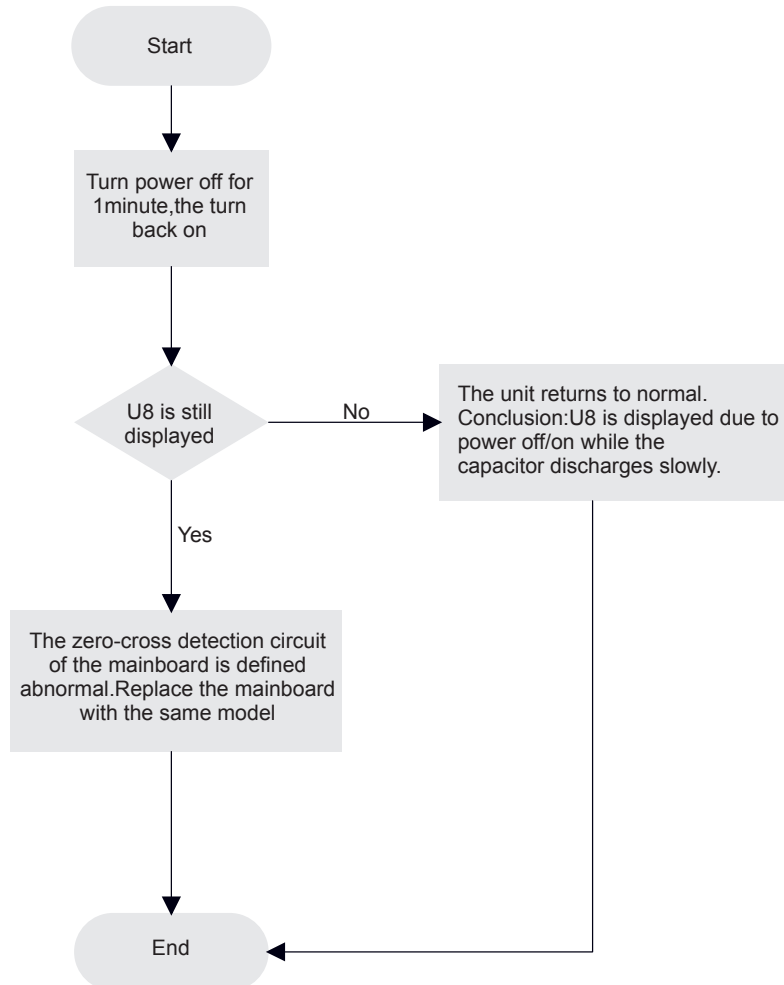 Start
Turn power off for
1minute,the turn
back on
U8 is still
displayed
No
The unit returns to normal.
Conclusion:U8 is displayed due to
power off/on while the
capacitor discharges slowly.
Yes
The zero-cross detection circuit
of the mainboard is defined
abnormal.Replace the mainboard
with the same model
End